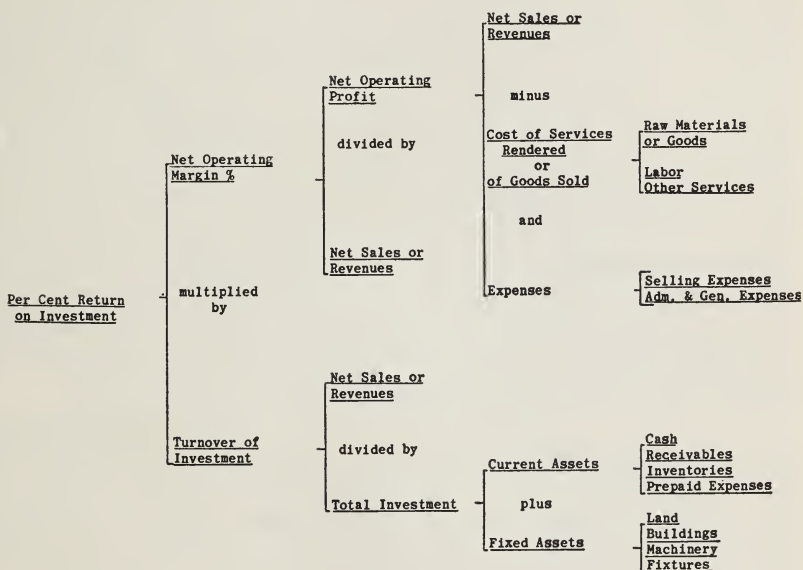 Per Cent Return
on Investment
Net Operating
Margin %
multiplied
by
Turnover of
Investment
Net Operating
Profit
divided by
Net Sales or
Revenues
Net Sales or
Revenues
divided by
Total Investment
Net Sales or
Revenues
minus
Cost of Services
Rendered
or
of Goods Sold
and
Expenses
Current Assets
plus
Fixed Assets
Raw Materials
or Goods
Labor
Other Services
Selling Expenses
Adm. & Gen. Expenses
Cash
Receivables
Inventories
Prepaid Expenses
Land
Buildings
Machinery
Fixtures